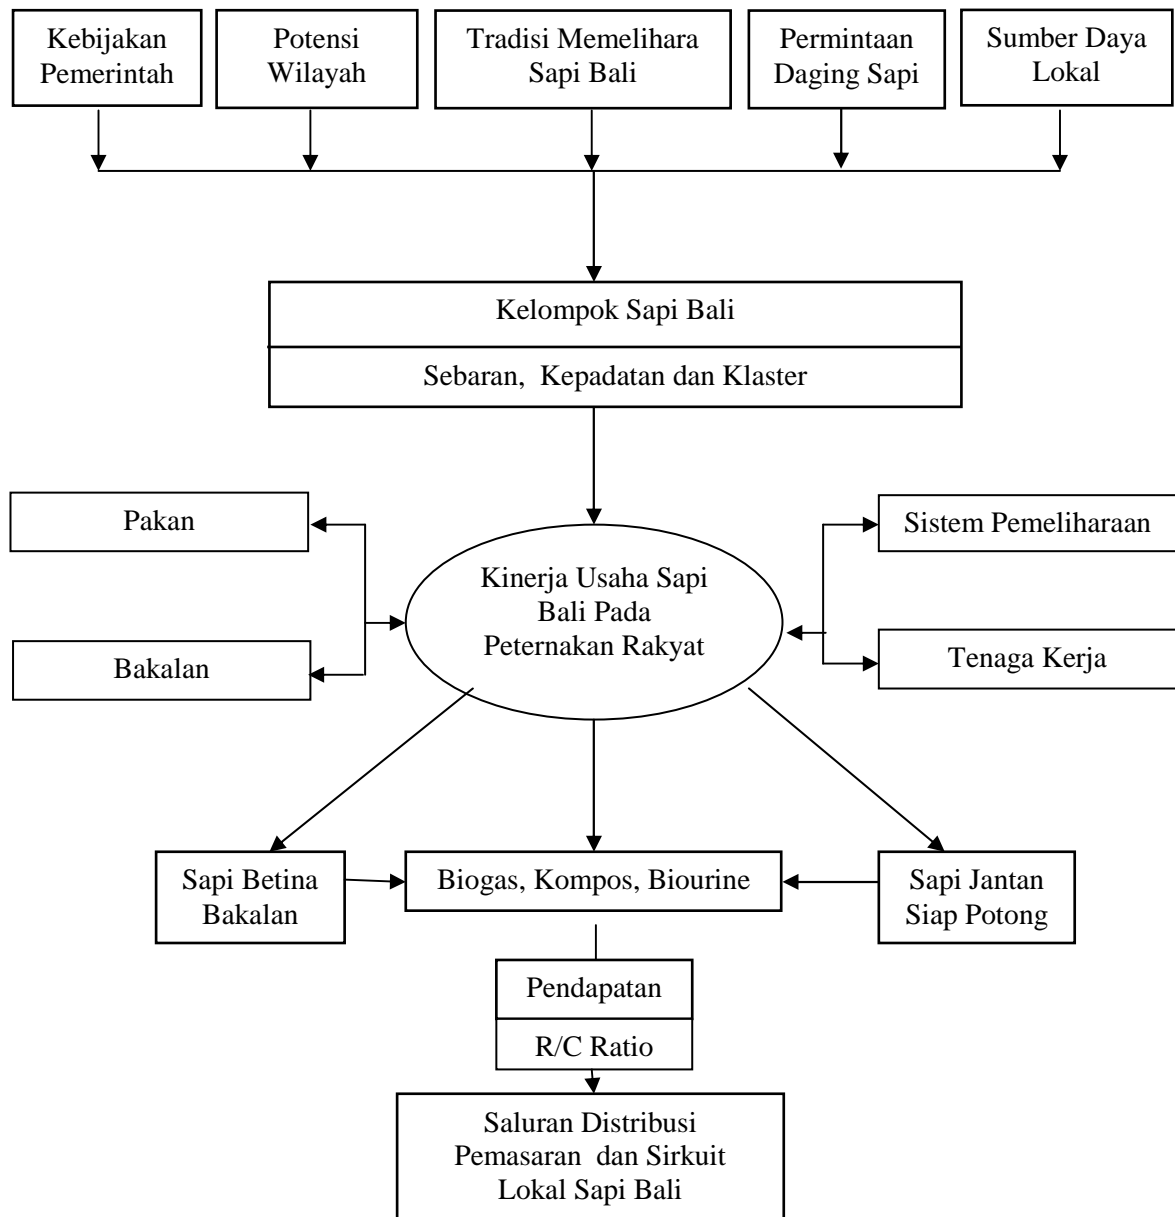 Kebijakan
Pemerintah
Potensi
Wilayah
Tradisi Memelihara
Sapi Bali
Permintaan
Daging Sapi
Sumber Daya
Lokal
Kelompok Sapi Bali
Sebaran, Kepadatan dan Klaster
Pakan
Sistem Pemeliharaan
Kinerja Usaha Sapi
Bali Pada
Peternakan Rakyat
Bakalan
Tenaga Kerja
Sapi Betina
Bakalan
Biogas, Kompos, Biourine
Sapi Jantan
Siap Potong
Pendapatan
R/C Ratio
Saluran Distribusi
Pemasaran dan Sirkuit
Lokal Sapi Bali